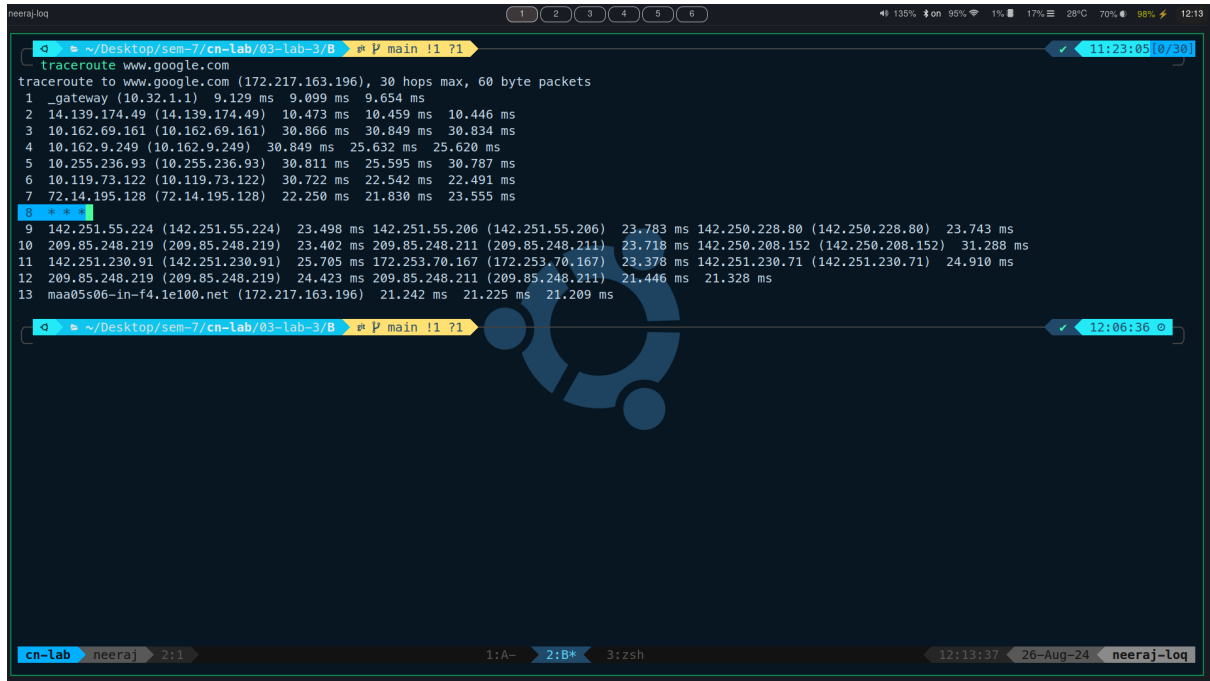 neeraj-loq 1 2 3 4 5 6 135% on 95% 1% 17% 28°C 70% 98% 12:13
~/Desktop/sem-7/cn-lab/03-lab-3/B main !1 ?1 ✔ 11:23:05[0/30]
traceroute www.google.com
traceroute to www.google.com (172.217.163.196), 30 hops max, 60 byte packets
1 _gateway (10.32.1.1) 9.129 ms 9.099 ms 9.654 ms
2 14.139.174.49 (14.139.174.49) 10.473 ms 10.459 ms 10.446 ms
3 10.162.69.161 (10.162.69.161) 30.866 ms 30.849 ms 30.834 ms
4 10.162.9.249 (10.162.9.249) 30.849 ms 25.632 ms 25.620 ms
5 10.255.236.93 (10.255.236.93) 30.811 ms 25.595 ms 30.787 ms
6 10.119.73.122 (10.119.73.122) 30.722 ms 22.542 ms 22.491 ms
7 72.14.195.128 (72.14.195.128) 22.250 ms 21.830 ms 23.555 ms
8 * * *
9 142.251.55.224 (142.251.55.224) 23.498 ms 142.251.55.206 (142.251.55.206) 23.783 ms 142.250.228.80 (142.250.228.80) 23.743 ms
10 209.85.248.219 (209.85.248.219) 23.402 ms 209.85.248.211 (209.85.248.211) 23.718 ms 142.250.208.152 (142.250.208.152) 31.288 ms
11 142.251.230.91 (142.251.230.91) 25.705 ms 172.253.70.167 (172.253.70.167) 23.378 ms 142.251.230.71 (142.251.230.71) 24.910 ms
12 209.85.248.219 (209.85.248.219) 24.423 ms 209.85.248.211 (209.85.248.211) 21.446 ms 21.328 ms
13 maa05s06-in-f4.1e100.net (172.217.163.196) 21.242 ms 21.225 ms 21.209 ms
~/Desktop/sem-7/cn-lab/03-lab-3/B main !1 ?1 ✔ 12:06:36
cn-lab neeraj 2:1 1:A- 2:B* 3:zsh 12:13:37 26-Aug-24 neeraj-loq